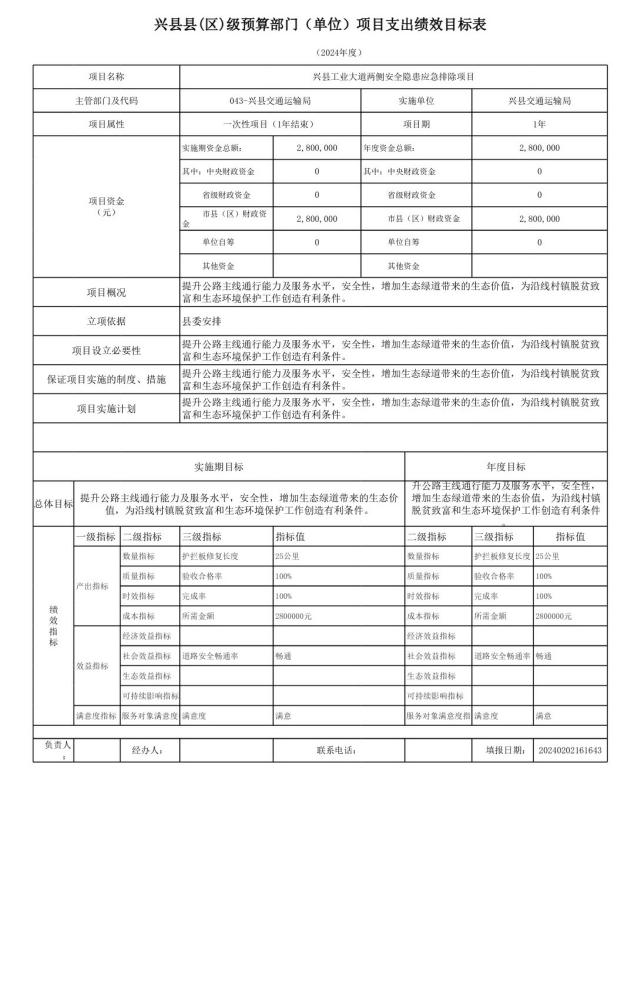 兴县县(区)级预算部门（单位）项目支出绩效目标表
（2024年度）
项目名称 兴县工业大道两侧安全隐患应急排除项目
主管部门及代码 043-兴县交通运输局 实施单位 兴县交通运输局
项目属性 一次性项目（1年结束） 项目期 1年
项目资金
（元）
实施期资金总额： 2,800,000 年度资金总额： 2,800,000
其中：中央财政资金 0 其中：中央财政资金 0
省级财政资金 0 省级财政资金 0
市县（区）财政资
金 2,800,000 市县（区）财政资金 2,800,000
单位自筹 0 单位自筹 0
其他资金 其他资金
项目概况 提升公路主线通行能力及服务水平，安全性，增加生态绿道带来的生态价值，为沿线村镇脱贫致
富和生态环境保护工作创造有利条件。
立项依据 县委安排
项目设立必要性 提升公路主线通行能力及服务水平，安全性，增加生态绿道带来的生态价值，为沿线村镇脱贫致
富和生态环境保护工作创造有利条件。
保证项目实施的制度、措施 提升公路主线通行能力及服务水平，安全性，增加生态绿道带来的生态价值，为沿线村镇脱贫致
富和生态环境保护工作创造有利条件。
项目实施计划 提升公路主线通行能力及服务水平，安全性，增加生态绿道带来的生态价值，为沿线村镇脱贫致
富和生态环境保护工作创造有利条件。
实施期目标 年度目标
总体目标
提升公路主线通行能力及服务水平，安全性，增加生态绿道带来的生态价
值，为沿线村镇脱贫致富和生态环境保护工作创造有利条件。
升公路主线通行能力及服务水平，安全性，
增加生态绿道带来的生态价值，为沿线村镇
脱贫致富和生态环境保护工作创造有利条件
。
绩效指标
一级指标 二级指标 三级指标 指标值 二级指标 三级指标 指标值
产出指标
数量指标 护拦板修复长度 25公里 数量指标 护拦板修复长度 25公里
质量指标 验收合格率 100% 质量指标 验收合格率 100%
时效指标 完成率 100% 时效指标 完成率 100%
成本指标 所需金额 2800000元 成本指标 所需金额 2800000元
效益指标
经济效益指标 经济效益指标
社会效益指标 道路安全畅通率 畅通 社会效益指标 道路安全畅通率 畅通
生态效益指标 生态效益指标
可持续影响指标 可持续影响指标
满意度指标 服务对象满意度 满意度 满意 服务对象满意度指 满意度 满意
负责人
： 经办人： 联系电话： 填报日期： 20240202161643